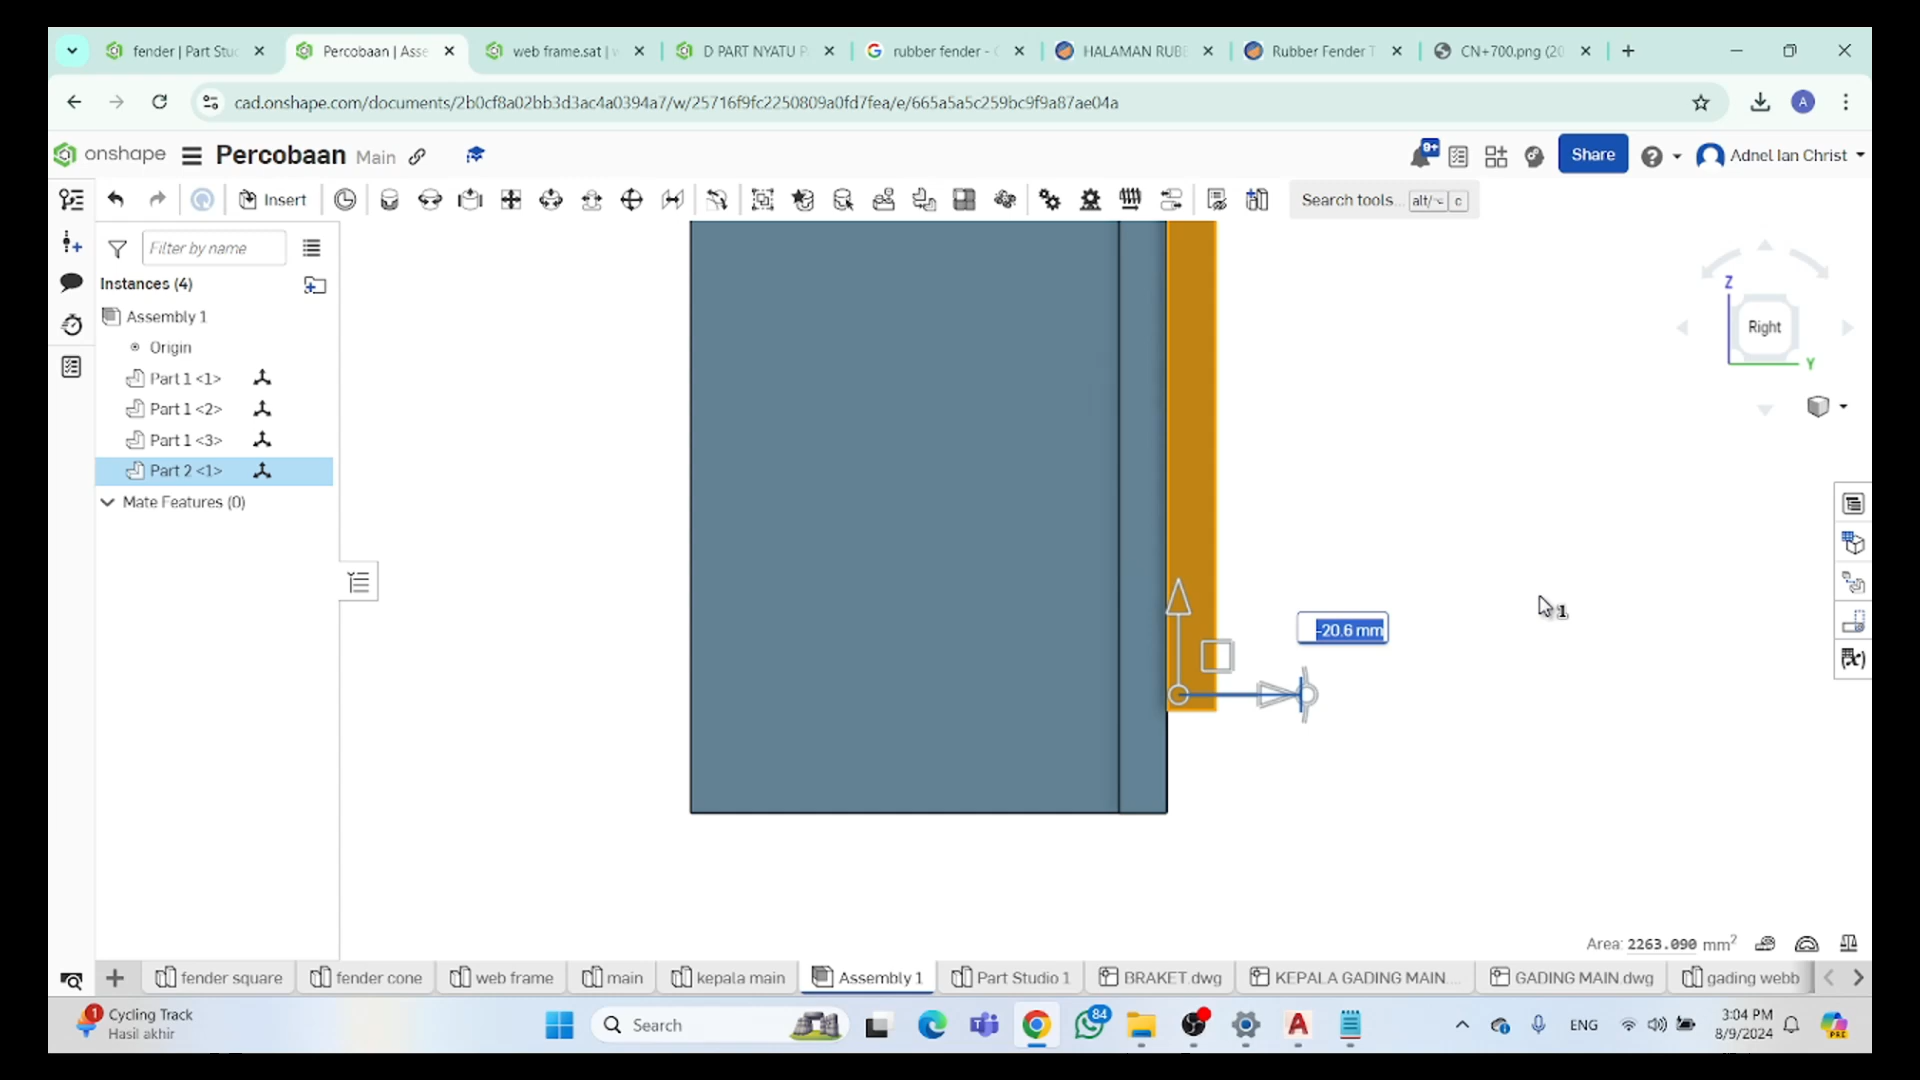 fender | Part Stu
Percobaan | Asse
web frame.sat |
D PART NYATU P
rubber fender -
HALAMAN RUBE
Rubber Fender T
CN+700.png (20
cad.onshape.com/documents/2b0cf8a02bb3d3ac4a0394a7/w/25716f9fc2250809a0fd7fea/e/665a5a5c259bc9f9a87ae04a
A
onshape
Percobaan Main
9+
Share
Adnel Ian Christ
Insert
Search tools... alt/⌥ c
Filter by name
Instances (4)
Assembly 1
Origin
Part 1 <1>
Part 1 <2>
Part 1 <3>
Part 2 <1>
Mate Features (0)
Z
Right
Y
-20.6 mm
1
Area: 2263.090 mm²
fender square
fender cone
web frame
main
kepala main
Assembly 1
Part Studio 1
BRAKET.dwg
KEPALA GADING MAIN....
GADING MAIN.dwg
gading webb
1
Cycling Track
Hasil akhir
Search
84
ENG
3:04 PM
8/9/2024
PRE